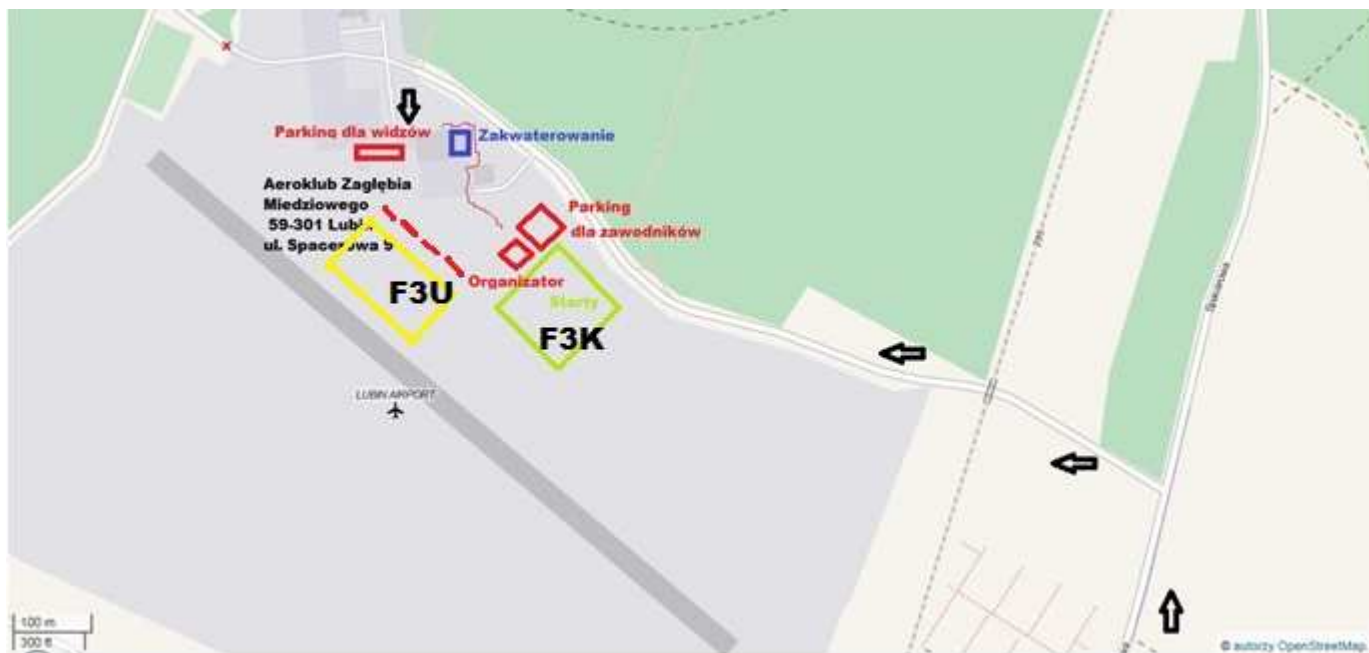 Parking dla widzów
Zakwaterowanie
Aeroklub Zagłębia
Miedziowego
59-301 Lubin
ul. Spacerowa 9
Parking
dla zawodników
Organizator
F3U
Starty
F3K
LUBIN AIRPORT
Spacerowa
100 m
300 ft
© autorzy OpenStreetMap